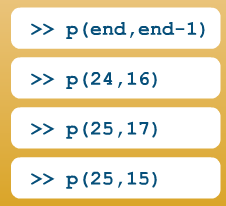 >> p(end,end-1)
>> p(24,16)
>> p(25,17)
>> p(25,15)